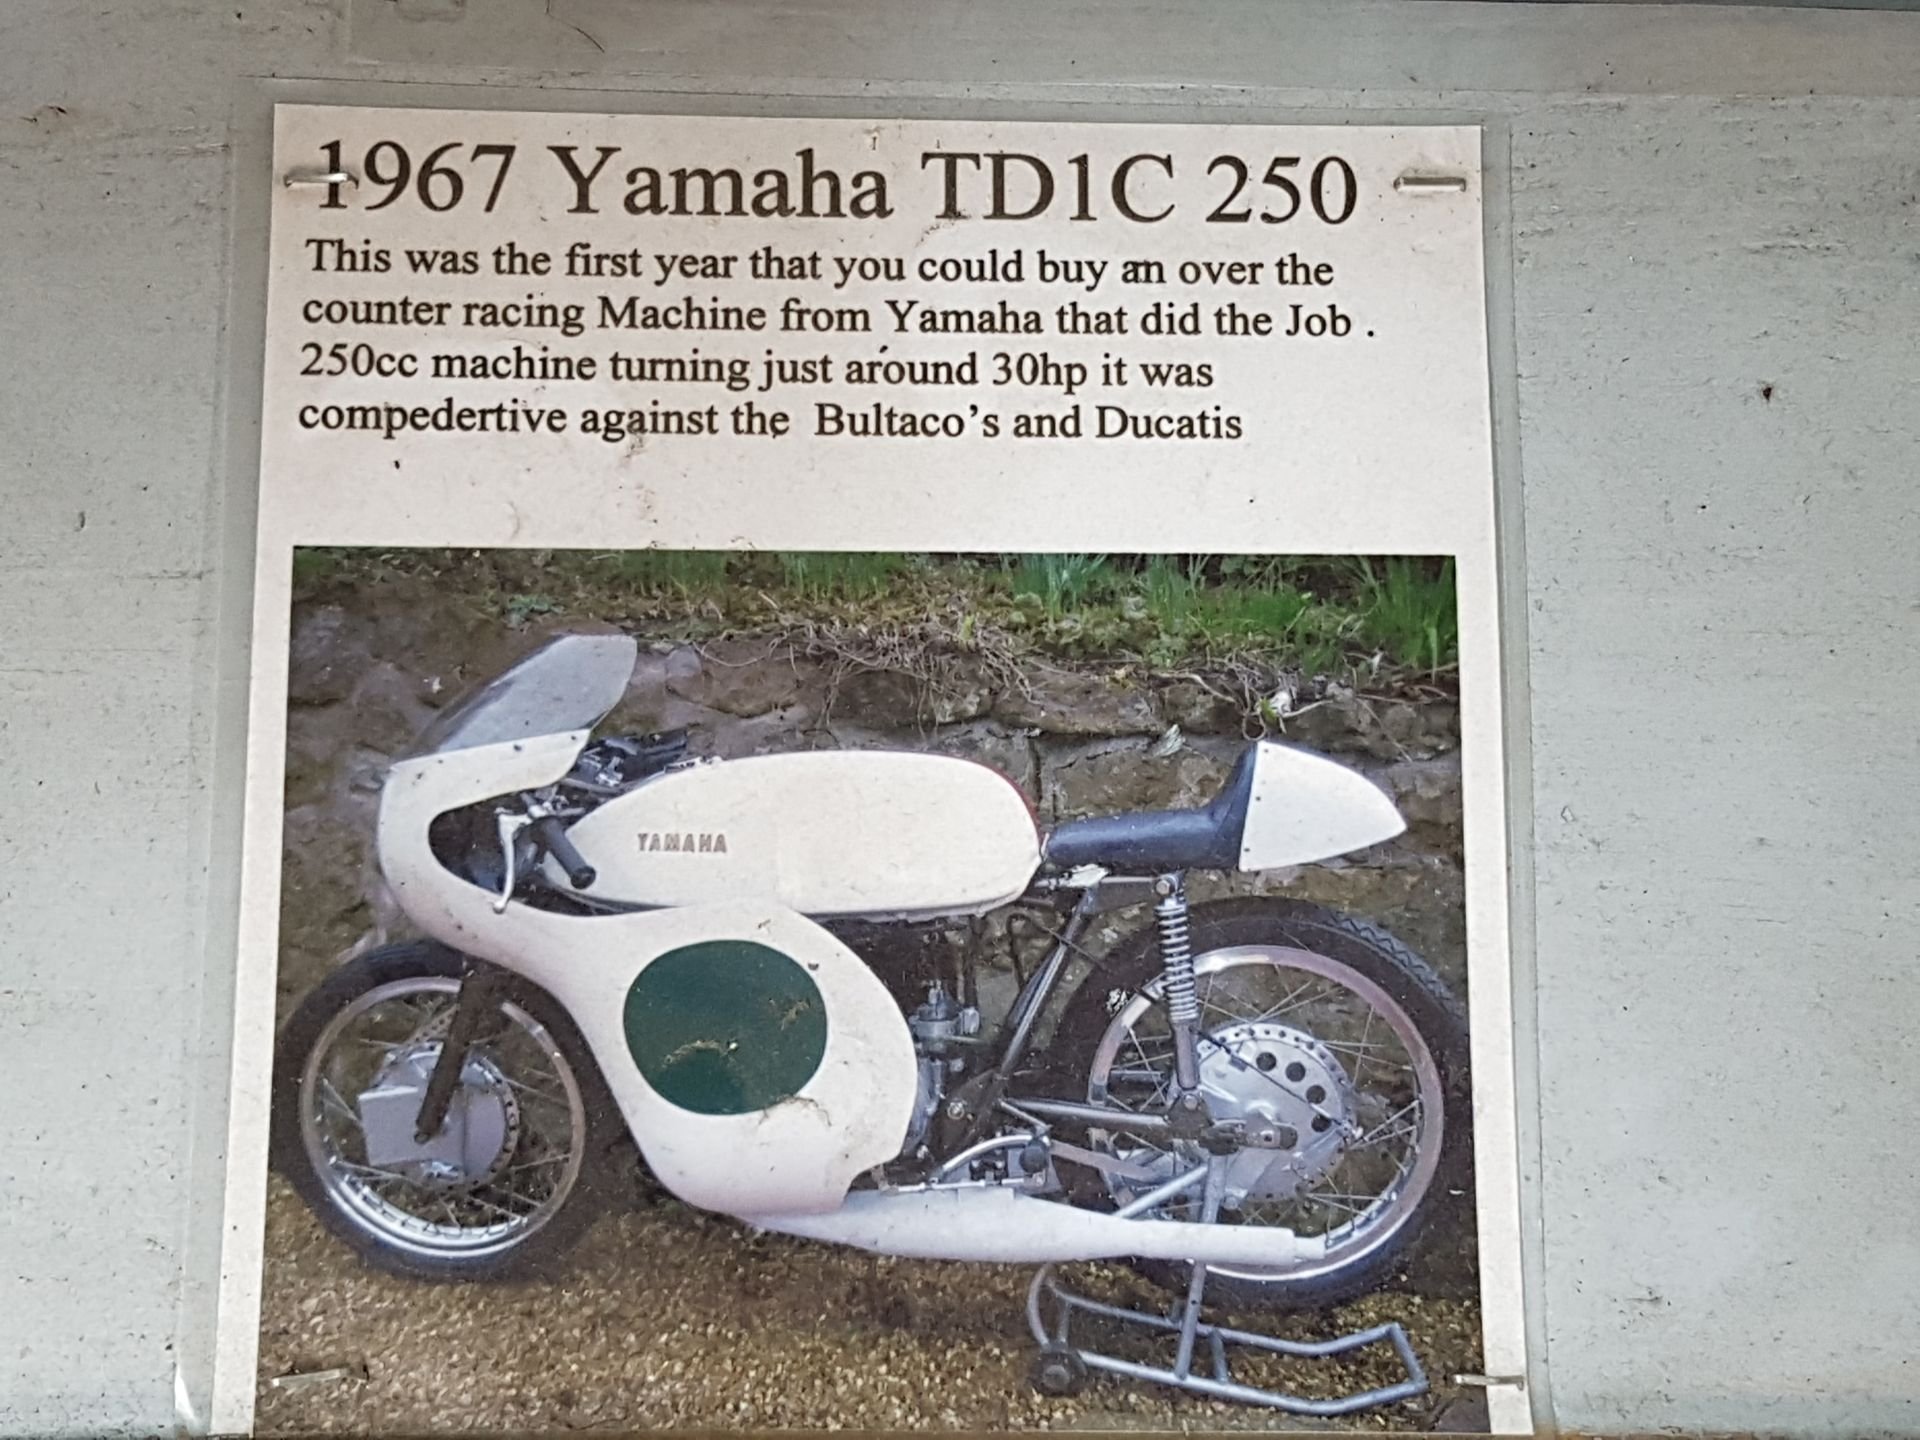 1967 Yamaha TD1C 250
This was the first year that you could buy an over the
counter racing Machine from Yamaha that did the Job .
250cc machine turning just around 30hp it was
compedertive against the Bultaco's and Ducatis
YAMAHA